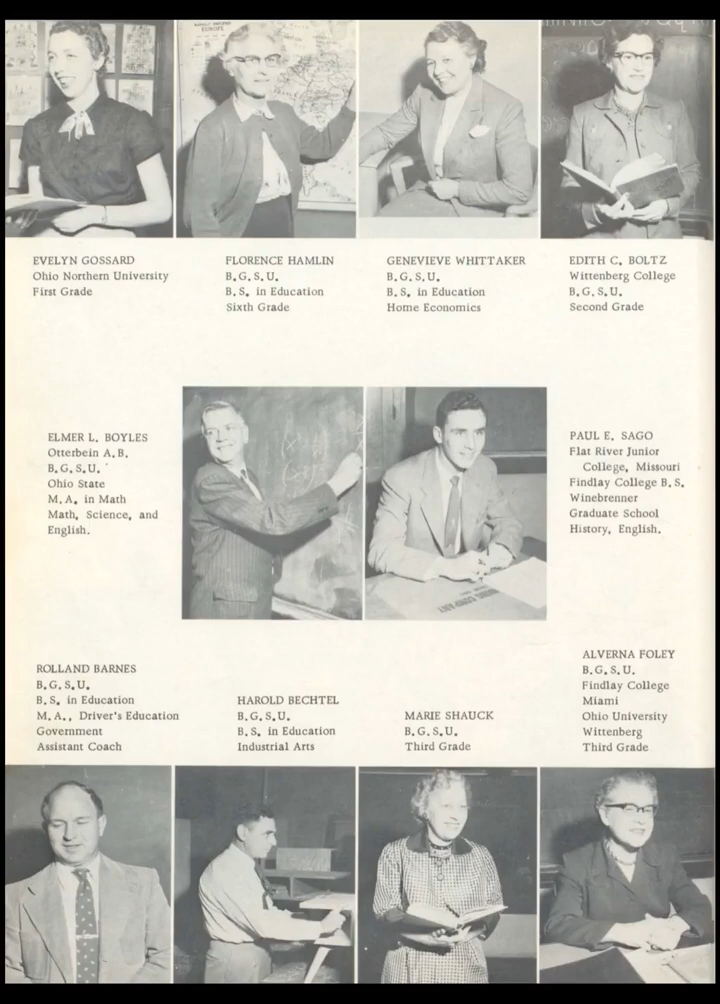 EUROPE
EVELYN GOSSARD
Ohio Northern University
First Grade
FLORENCE HAMLIN
B.G.S.U.
B.S. in Education
Sixth Grade
GENEVIEVE WHITTAKER
B.G.S.U.
B.S. in Education
Home Economics
EDITH C. BOLTZ
Wittenberg College
B.G.S.U.
Second Grade
ELMER L. BOYLES
Otterbein A.B.
B.G.S.U.
Ohio State
M.A. in Math
Math, Science, and
English.
PAUL E. SAGO
Flat River Junior
College, Missouri
Findlay College B.S.
Winebrenner
Graduate School
History, English.
ROLLAND BARNES
B.G.S.U.
B.S. in Education
M.A., Driver's Education
Government
Assistant Coach
HAROLD BECHTEL
B.G.S.U.
B.S. in Education
Industrial Arts
MARIE SHAUCK
B.G.S.U.
Third Grade
ALVERNA FOLEY
B.G.S.U.
Findlay College
Miami
Ohio University
Wittenberg
Third Grade